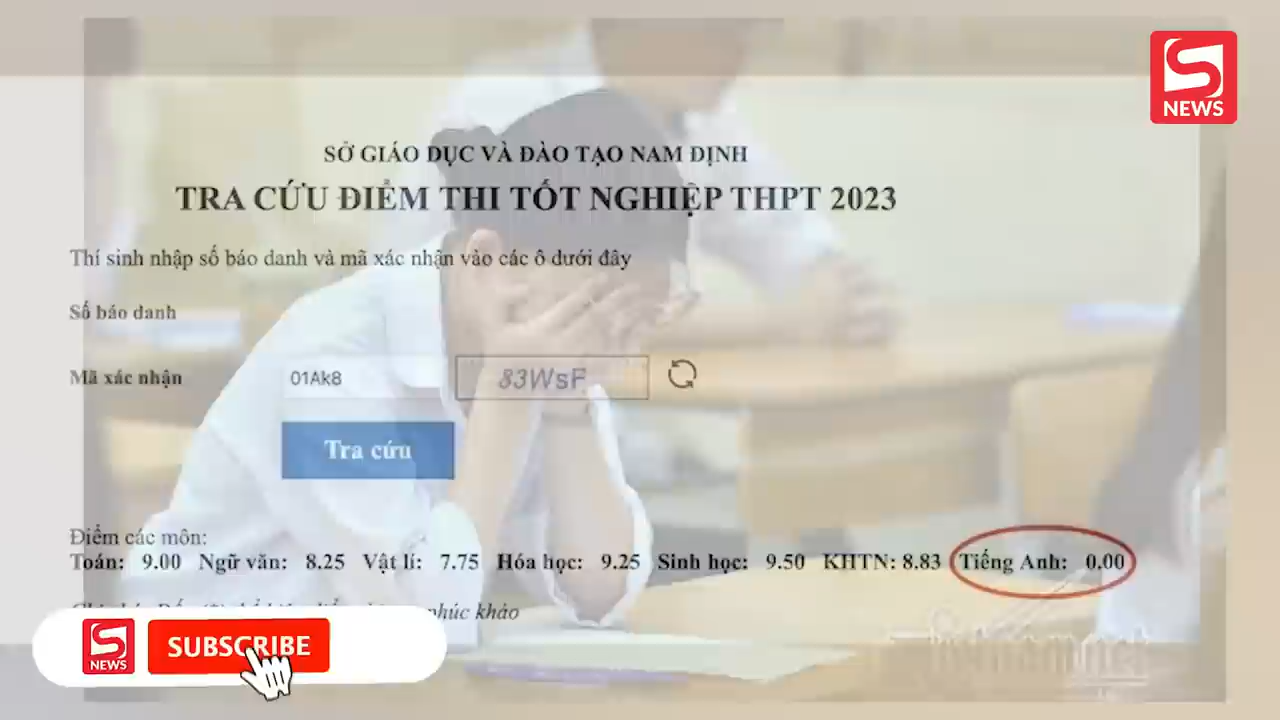 S
NEWS
SỞ GIÁO DỤC VÀ ĐÀO TẠO NAM ĐỊNH
TRA CỨU ĐIỂM THI TỐT NGHIỆP THPT 2023
Thí sinh nhập số báo danh và mã xác nhận vào các ô dưới đây
Số báo danh
Mã xác nhận 01Ak8 83WsF
Tra cứu
Điểm các môn:
Toán: 9.00 Ngữ văn: 8.25 Vật lí: 7.75 Hóa học: 9.25 Sinh học: 9.50 KHTN: 8.83 Tiếng Anh: 0.00
phúc khảo
S
NEWS
SUBSCRIBE